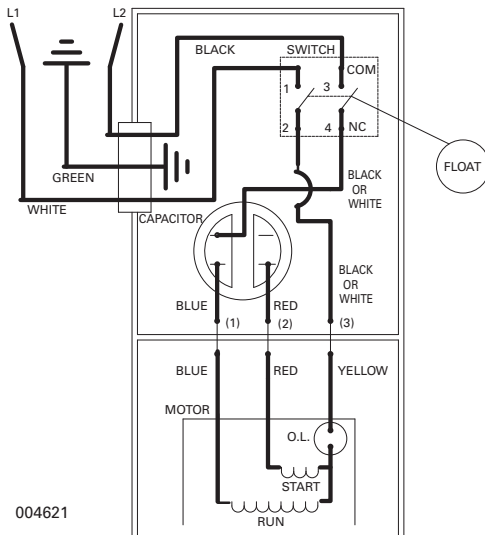 L1
L2
BLACK
SWITCH
COM
1
3
2
4
NC
FLOAT
GREEN
WHITE
CAPACITOR
BLACK
OR
WHITE
BLACK
OR
WHITE
BLUE
RED
(1)
(2)
(3)
BLUE
RED
YELLOW
MOTOR
O.L.
START
RUN
004621